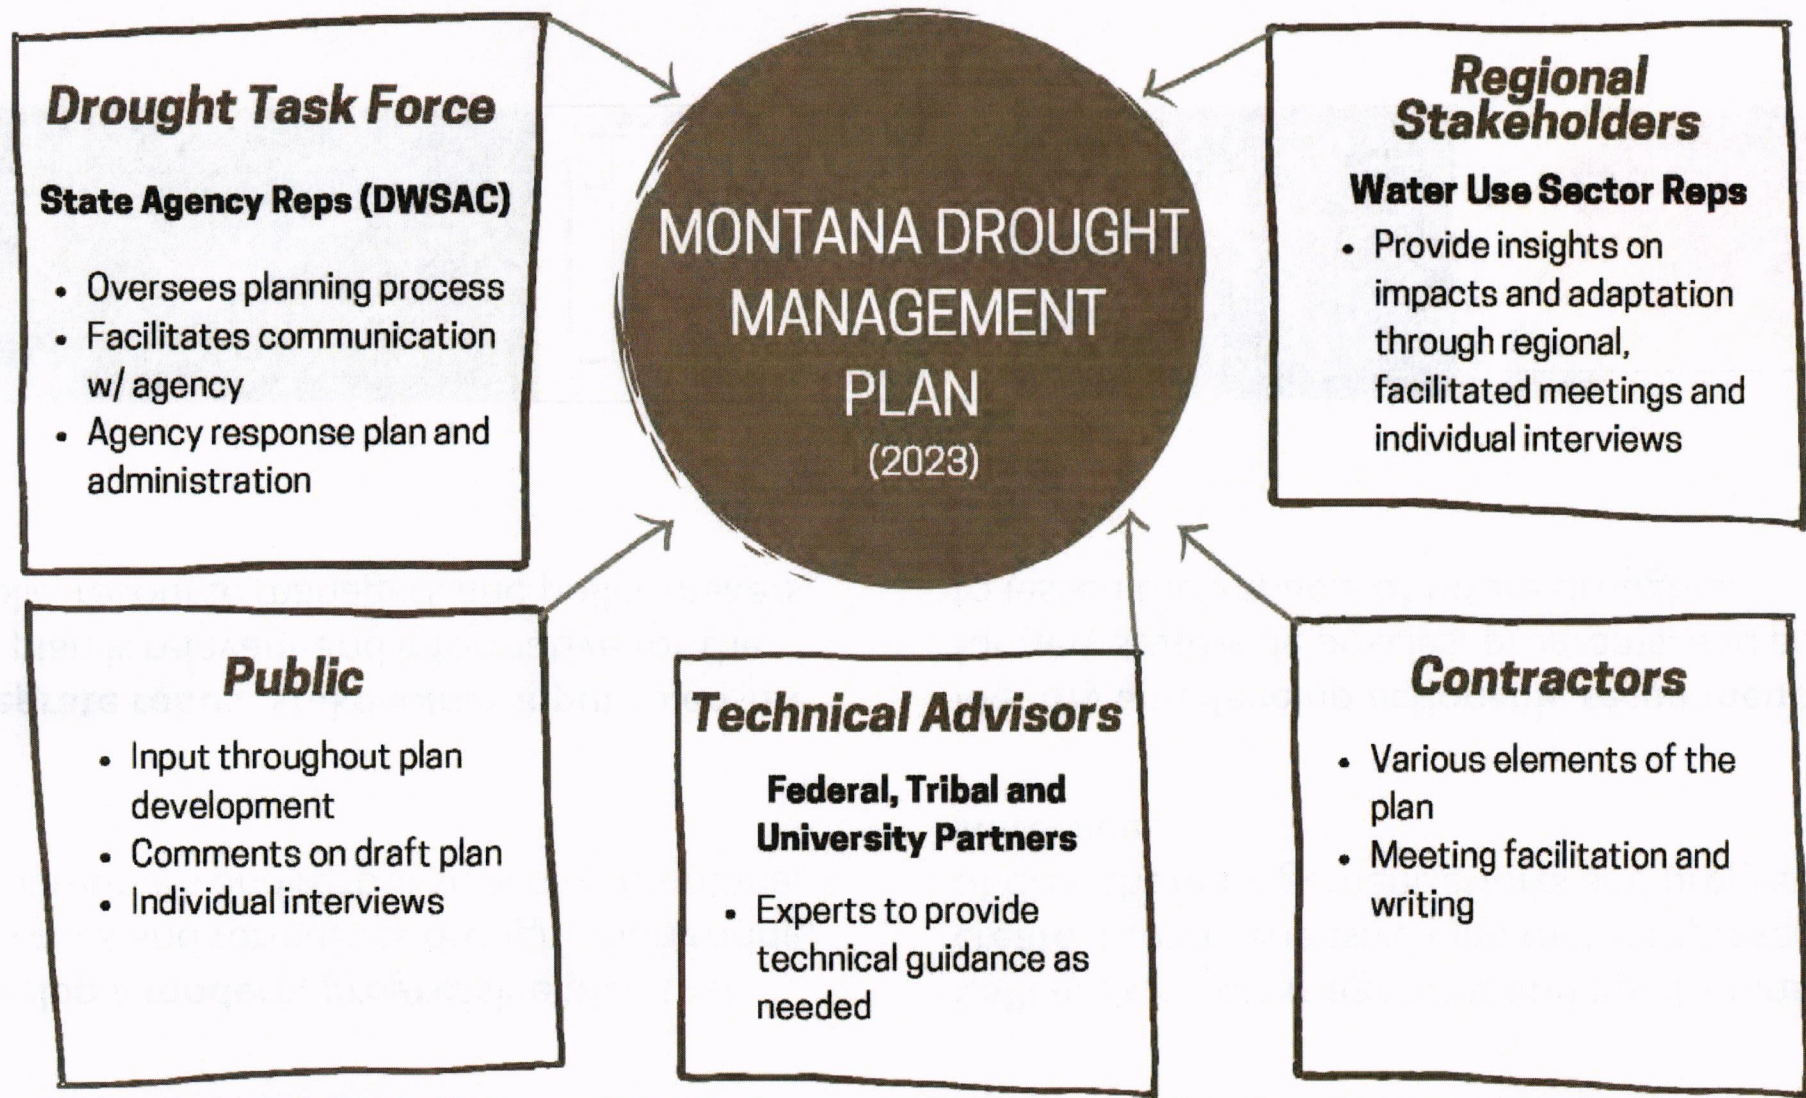 Drought Task Force
State Agency Reps (DWSAC)
• Oversees planning process
• Facilitates communication
w/ agency
• Agency response plan and
administration
MONTANA DROUGHT
MANAGEMENT
PLAN
(2023)
Regional
Stakeholders
Water Use Sector Reps
• Provide insights on
impacts and adaptation
through regional,
facilitated meetings and
individual interviews
Public
• Input throughout plan
development
• Comments on draft plan
• Individual interviews
Technical Advisors
Federal, Tribal and
University Partners
• Experts to provide
technical guidance as
needed
Contractors
• Various elements of the
plan
• Meeting facilitation and
writing